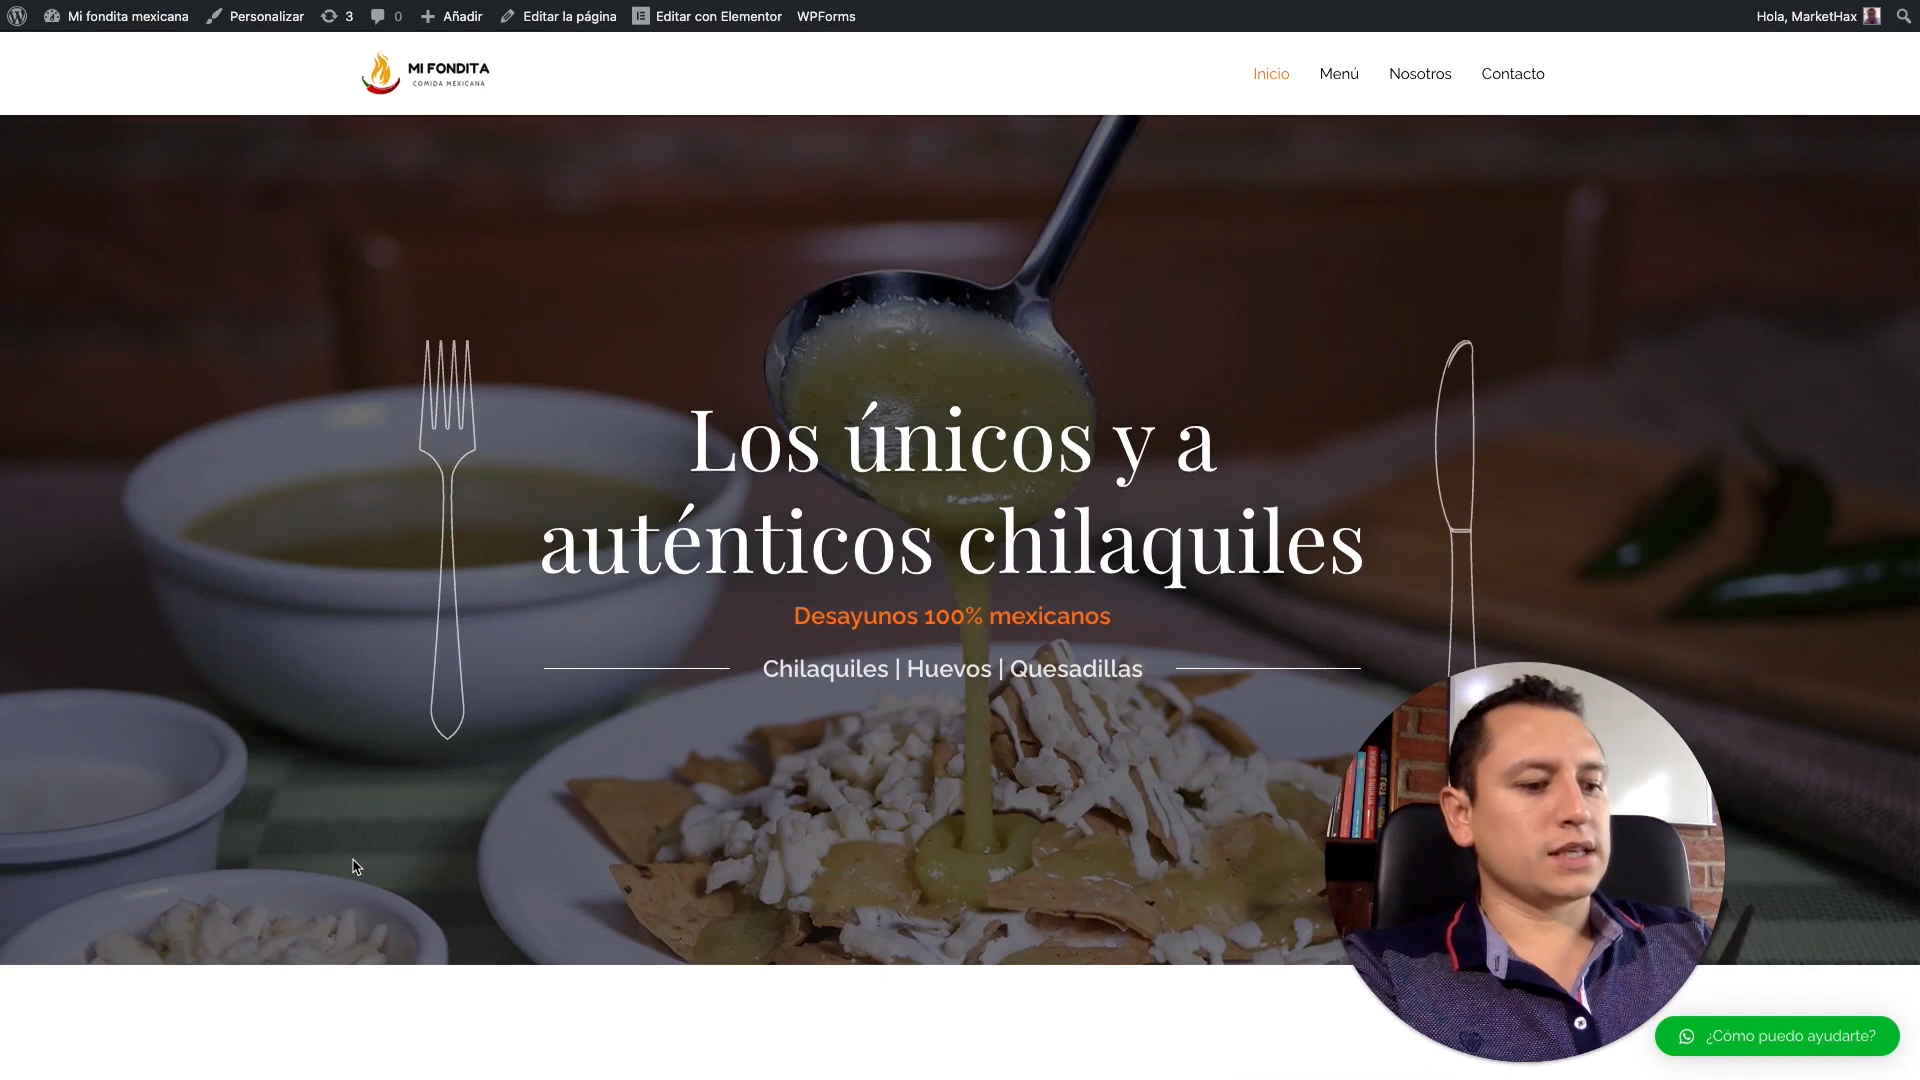 Mi fondita mexicana
Personalizar
3
0
Añadir
Editar la página
Editar con Elementor
WPForms
Hola, MarketHax
MI FONDITA
COMIDA MEXICANA
Inicio
Menú
Nosotros
Contacto
Los únicos y a
auténticos chilaquiles
Desayunos 100% mexicanos
Chilaquiles | Huevos | Quesadillas
¿Cómo puedo ayudarte?